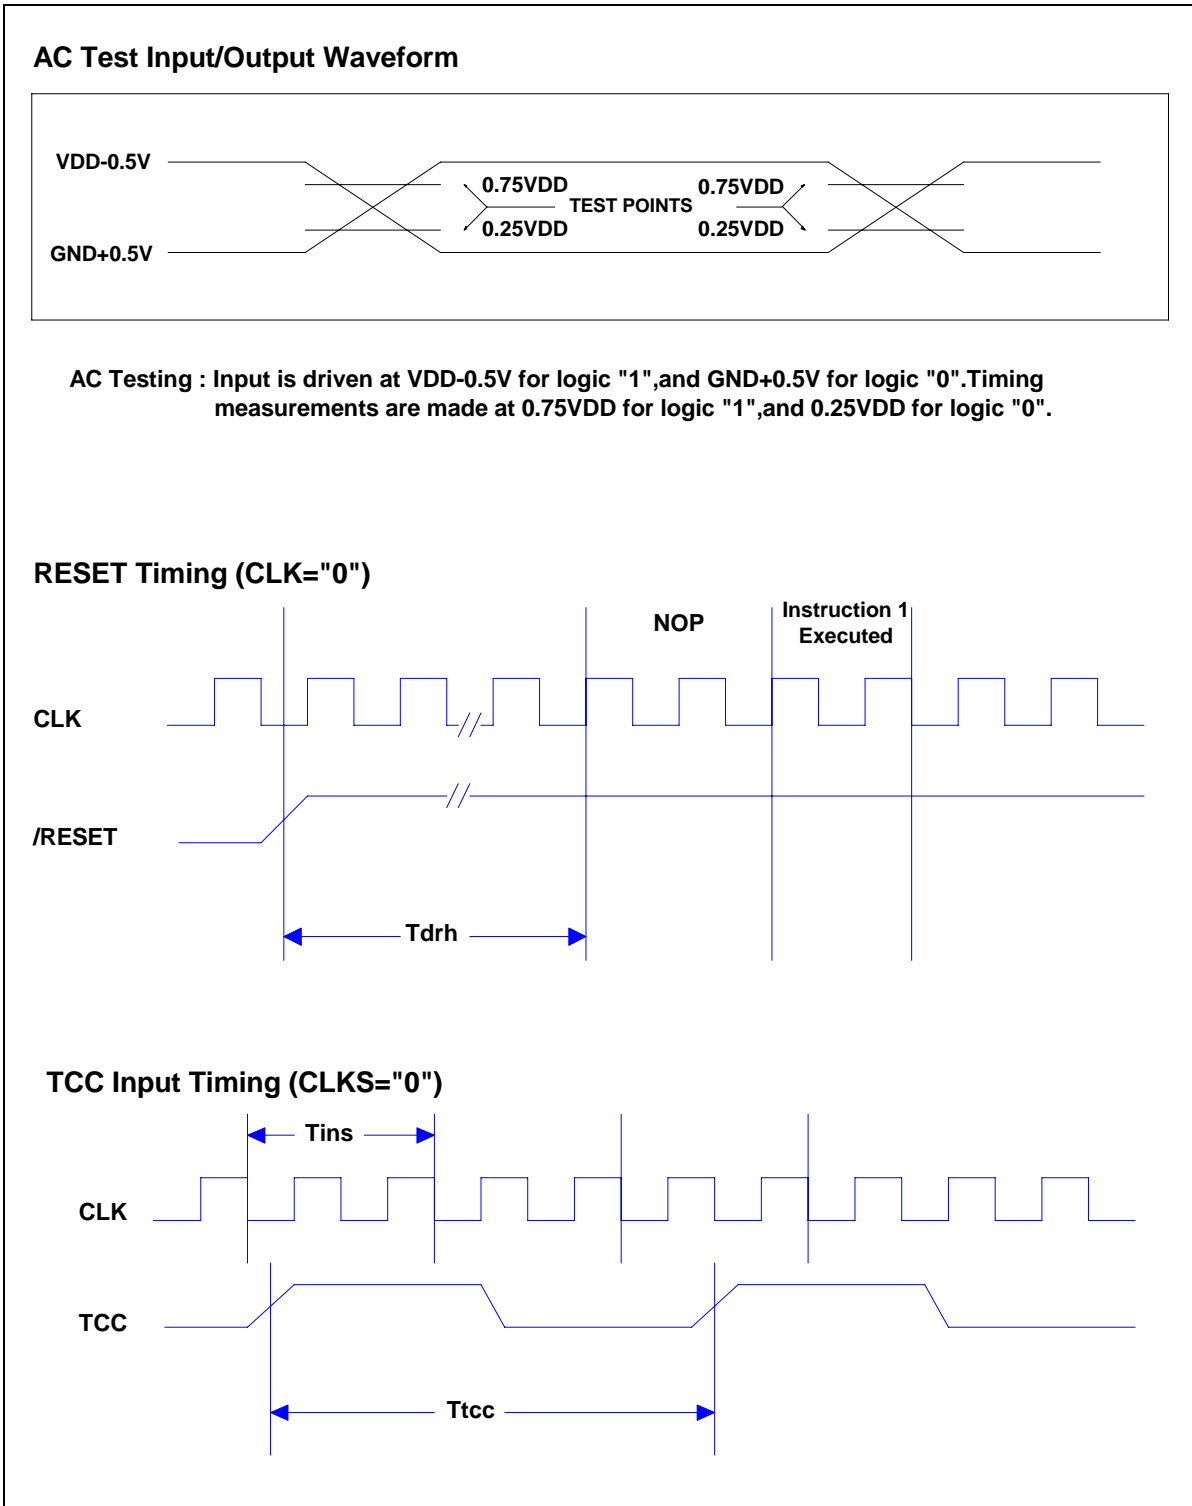 AC Test Input/Output Waveform
VDD-0.5V
GND+0.5V
0.75VDD
0.75VDD
TEST POINTS
0.25VDD
0.25VDD
AC Testing : Input is driven at VDD-0.5V for logic "1",and GND+0.5V for logic "0".Timing
measurements are made at 0.75VDD for logic "1",and 0.25VDD for logic "0".
RESET Timing (CLK="0")
NOP
Instruction 1
Executed
CLK
/RESET
Tdrh
TCC Input Timing (CLKS="0")
Tins
CLK
TCC
Ttcc